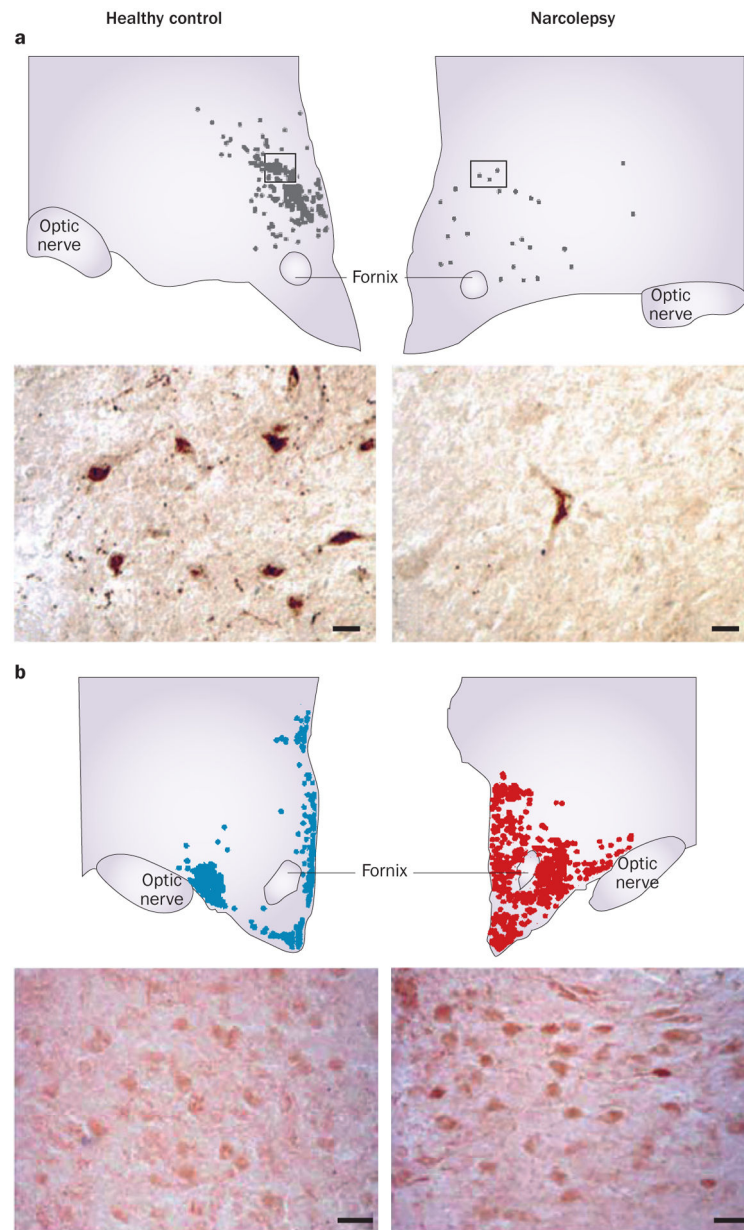 Healthy control
Narcolepsy
a
Optic
nerve
Fornix
Optic
nerve
b
Optic
nerve
Fornix
Optic
nerve